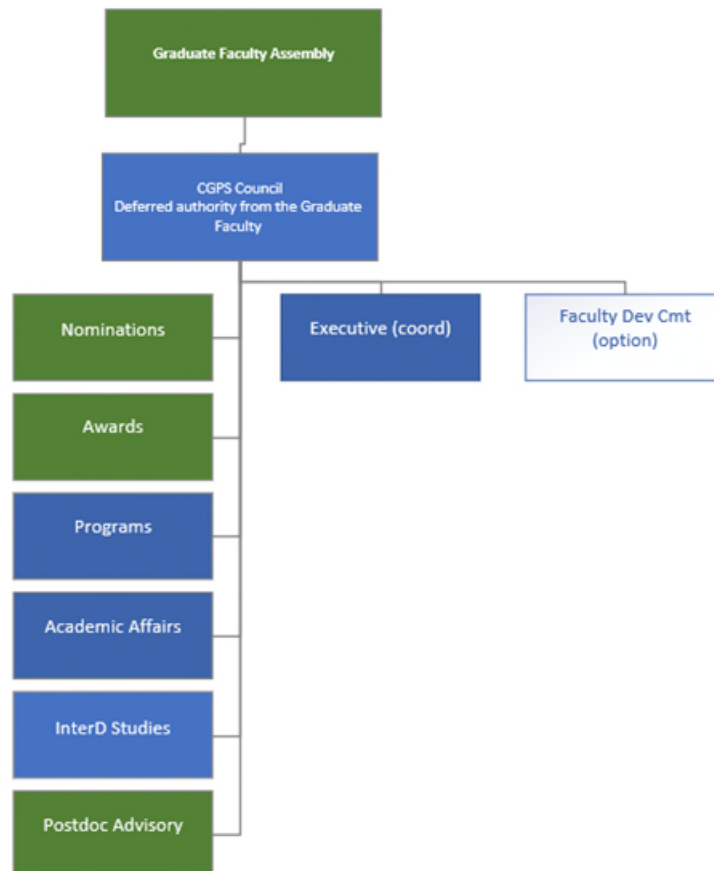 Graduate Faculty Assembly
CGPS Council
Deferred authority from the Graduate
Faculty
Nominations
Executive (coord)
Faculty Dev Cmt
(option)
Awards
Programs
Academic Affairs
InterD Studies
Postdoc Advisory